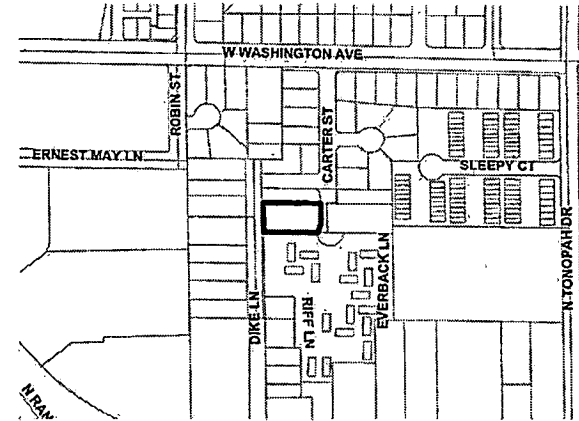 W WASHINGTON AVE
ROBIN ST
CARTER ST
ERNEST MAY LN
SLEEPY CT
N TONOPAH DR
EVERBACK LN
RIFF LN
DIKE LN
N RAN